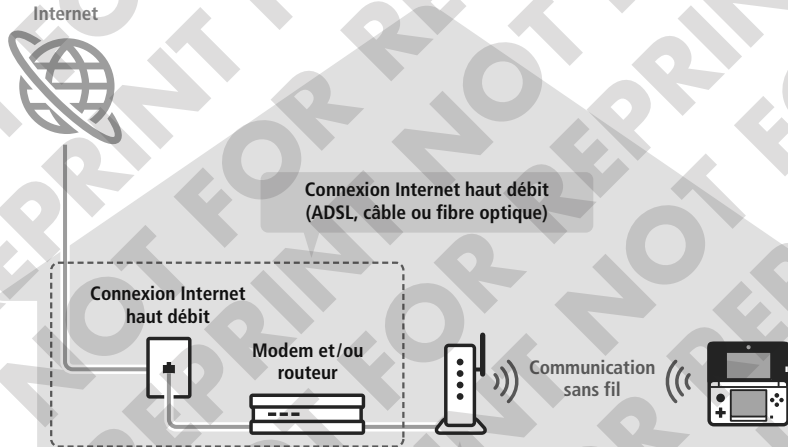 Internet
Connexion Internet haut débit
(ADSL, câble ou fibre optique)
Connexion Internet
haut débit
Modem et/ou
routeur
Communication
sans fil
NOT FOR REPRINT